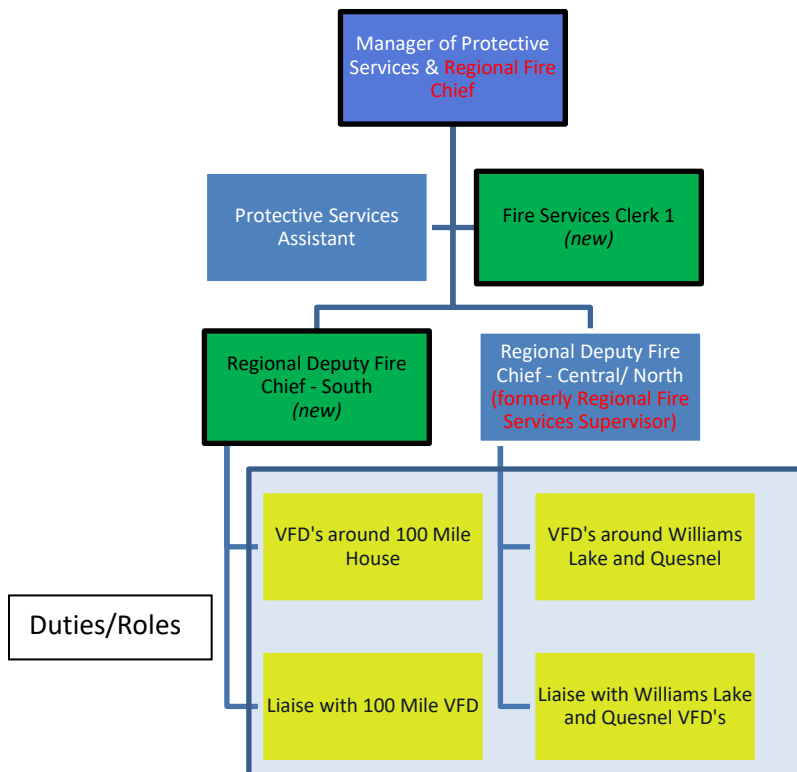 Manager of Protective
Services & Regional Fire
Chief
Protective Services
Assistant
Fire Services Clerk 1
(new)
Regional Deputy Fire
Chief - South
(new)
Regional Deputy Fire
Chief - Central/ North
(formerly Regional Fire
Services Supervisor)
VFD's around 100 Mile
House
VFD's around Williams
Lake and Quesnel
Duties/Roles
Liaise with 100 Mile VFD
Liaise with Williams Lake
and Quesnel VFD's